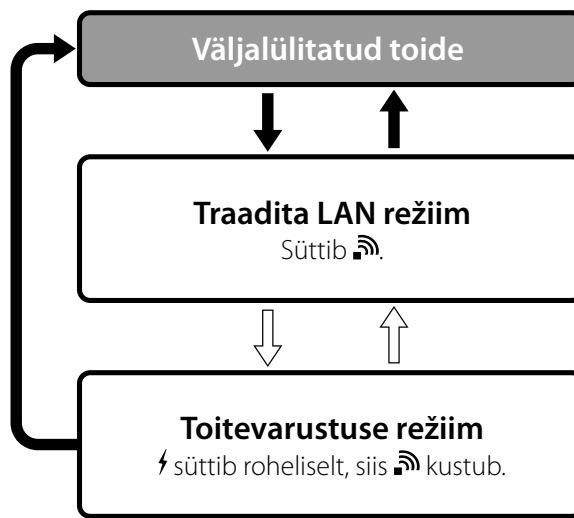 Väljalülitatud toide
Traadita LAN režiim
Süttib .
Toitevarustuse režiim
süttib roheliselt, siis kustub.